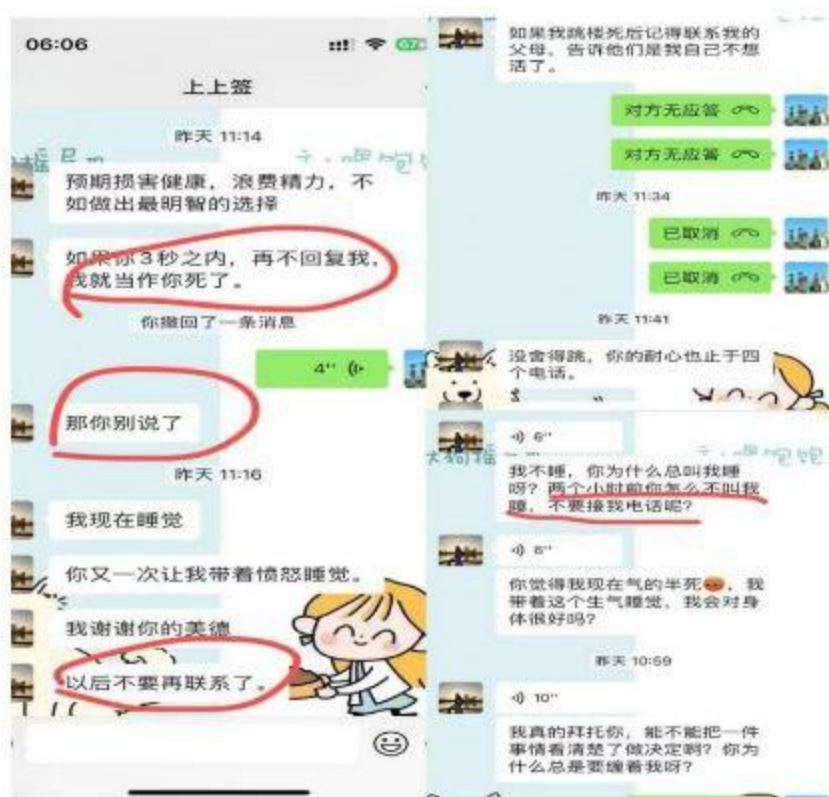 06:06
67
上上签
昨天 11:14
预期损害健康，浪费精力，不
如做出最明智的选择
如果你3秒之内，再不回复我，
我就当作你死了。
你撤回了一条消息
4"
那你别说了
昨天 11:16
我现在睡觉
你又一次让我带着愤怒睡觉。
我谢谢你的美德
以后不要再联系了。
如果我跳楼死后记得联系我的
父母，告诉他们是我自己不想
活了。
对方无应答
对方无应答
昨天 11:34
已取消
已取消
昨天 11:41
没舍得跳，你的耐心也止于四
个电话。
6"
我不睡，你为什么总叫我睡
呀？两个小时前你怎么不叫我
睡，不要接我电话呢？
8"
你觉得我现在气的半死，我
带着这个生气睡觉，我会对身
体很好吗？
昨天 10:59
10"
我真的拜托你，能不能把一件
事情看清楚了做决定啊？你为
什么总是要缠着我呀？